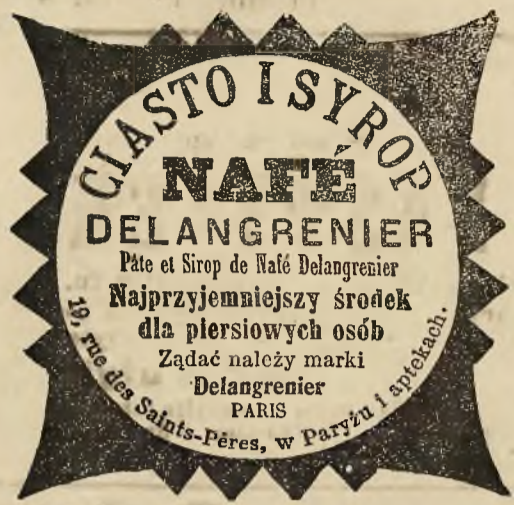 CIASTO I SYROP
NAFÉ
DELANGRENIER
Pâte et Sirop de Nafé Delangrenier
Najprzyjemniejszy środek
dla piersiowych osób
Ządać należy marki
Delangrenier
PARIS
19, rue des Saints-Pères, w Paryżu i aptekach.